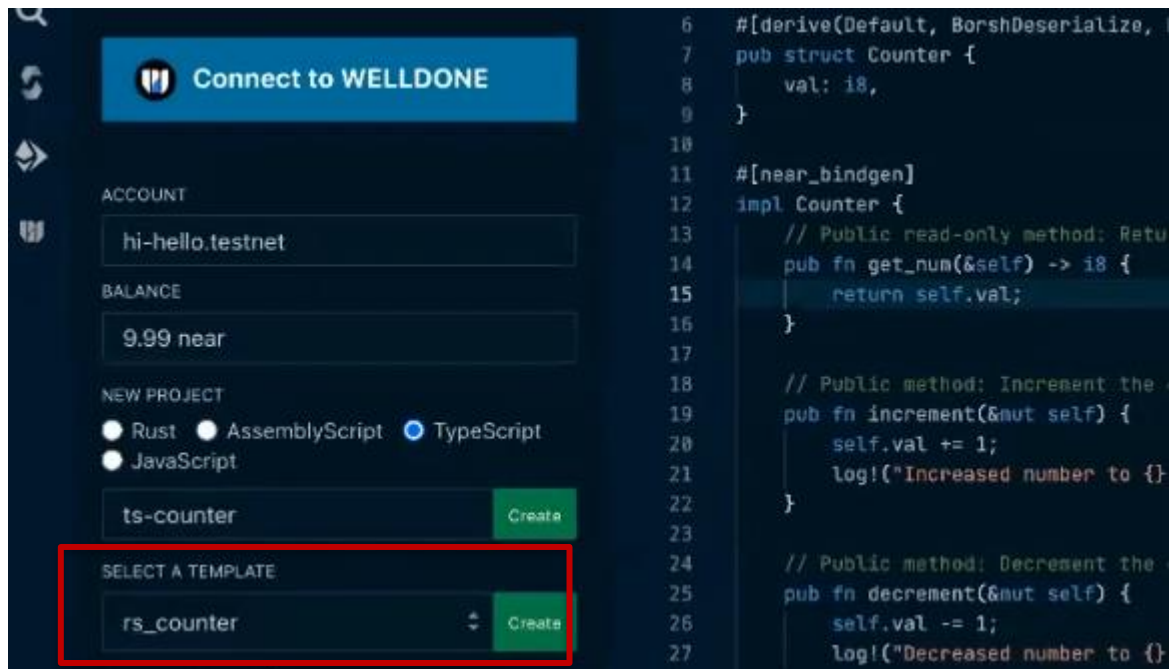 Connect to WELLDONE
ACCOUNT
hi-hello.testnet
BALANCE
9.99 near
NEW PROJECT
Rust AssemblyScript TypeScript
JavaScript
ts-counter Create
SELECT A TEMPLATE
rs_counter Create
6 #[derive(Default, BorshDeserialize,
7 pub struct Counter {
8 val: i8,
9 }
10
11 #[near_bindgen]
12 impl Counter {
13 // Public read-only method: Retu
14 pub fn get_num(&self) -> i8 {
15 return self.val;
16 }
17
18 // Public method: Increment the
19 pub fn increment(&mut self) {
20 self.val += 1;
21 log!("Increased number to {}
22 }
23
24 // Public method: Decrement the
25 pub fn decrement(&mut self) {
26 self.val -= 1;
27 log!("Decreased number to {}